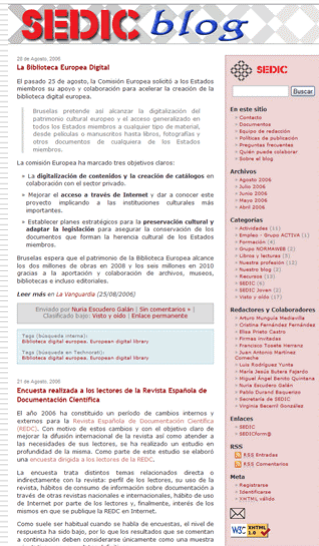 SEDIC blog
28 de Agosto, 2006
La Biblioteca Europea Digital
El pasado 25 de agosto, la Comisión Europea solicitó a los Estados
miembros su apoyo y colaboración para acelerar la creación de la
biblioteca digital europea.
Bruselas pretende así alcanzar la digitalización del
patrimonio cultural europeo y el acceso generalizado en
todos los Estados miembros a cualquier tipo de material,
desde películas o manuscritos hasta libros, fotografías y
otros documentos de cualquiera de los Estados
miembros.
La comisión Europea ha marcado tres objetivos claros:
La digitalización de contenidos y la creación de catálogos en
colaboración con el sector privado.
Mejorar el acceso a través de Internet y dar a conocer este
proyecto implicando a las instituciones culturales más
importantes.
Establecer planes estratégicos para la preservación cultural y
adaptar la legislación para asegurar la conservación de los
documentos que forman la herencia cultural de los Estados
miembros.
Bruselas espera que el patrimonio de la Biblioteca Europea alcance
los dos millones de obras en 2008 y los seis millones en 2010
gracias a la aportación y colaboración de archivos, museos,
bibliotecas e incluso editoriales.
Leer más en La Vanguardia (25/08/2006)
Enviado por Nuria Escudero Galán | Sin comentarios » |
Clasificado bajo: Visto y oído | Enlace permanente
Tags (búsqueda interna):
Biblioteca digital europea, European digital library
Tags (búsqueda en Technorati):
Biblioteca digital europea, European digital library
21 de Agosto, 2006
Encuesta realizada a los lectores de la Revista Española de
Documentación Científica
El año 2006 ha constituido un periodo de cambios internos y
externos para la Revista Española de Documentación Científica
(REDC). Con motivo de estos cambios y con el objetivo claro de
mejorar la difusión internacional de la revista así como atender a
las necesidades de sus lectores, se ha realizado un estudio en
profundidad de la misma. Como parte de este estudio se elaboró
una encuesta dirigida a los lectores de la REDC.
La encuesta trata distintos temas relacionados directa o
indirectamente con la revista: perfil de los lectores, su uso de la
revista, hábitos de consumo de información sobre documentación a
través de otras revistas nacionales e internacionales, hábito de uso
de Internet por parte de los lectores y, finalmente, interés de los
mismos en que se publique la REDC en Internet.
Como suele ser habitual cuando se habla de encuestas, el nivel de
respuesta ha sido bajo, por lo que los resultados que se comentan
a continuación deben considerarse únicamente como una muestra
SEDIC
Buscar
En este sitio
Contacto
Documentos
Equipo de redacción
Políticas de publicación
Preguntas frecuentes
Quién puede colaborar
Sobre el blog
Archivos
Agosto 2006
Julio 2006
Junio 2006
Mayo 2006
Abril 2006
Categorías
Actividades (11)
Empleo - Grupo ACTIVA (1)
Formación (4)
Grupo NORMAWEB (2)
Libros y lecturas (3)
Nuestra profesión (12)
Nuestro blog (2)
Recursos (13)
SEDIC (6)
SEDIC Joven (2)
Visto y oído (17)
Redactores y Colaboradores
Arturo Munguía Medavilla
Cristina Fernández Fernández
Elisa Prieto Castro
Firmas invitadas
Francisco Tosete Herranz
Juan Antonio Martínez
Comeche
Luis Rodríguez Yunta
María Jesús Butera Fajardo
Miguel Ángel Benito Quintana
Nuria Escudero Galán
Pablo Durand Baquerizo
Secretaría de SEDIC
Virginia Becerril González
Enlaces
SEDIC
SEDICform@
RSS
RSS Entradas
RSS Comentarios
Meta
Registrarse
Identificarse
XHTML válido
W3C XHTML 1.0